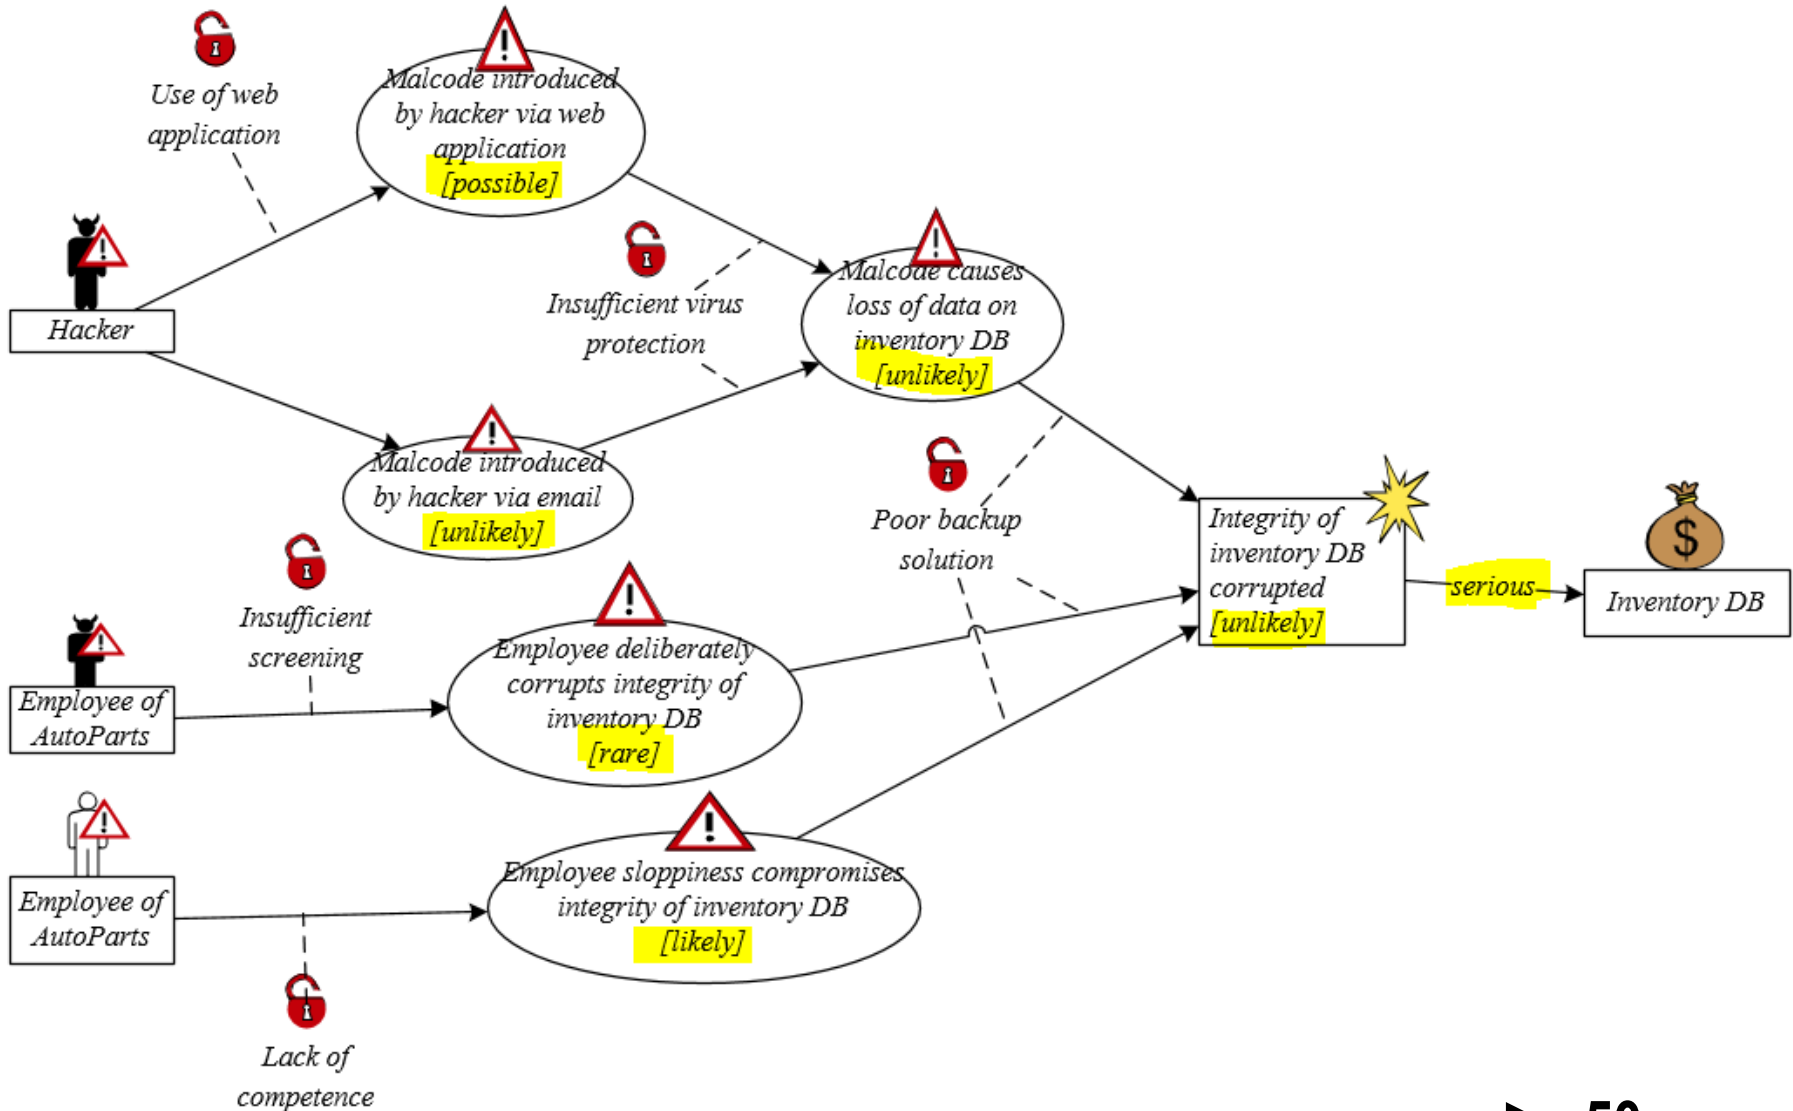 Use of web
application
Malcode introduced
by hacker via web
application
[possible]
Hacker
Insufficient virus
protection
Malcode causes
loss of data on
inventory DB
[unlikely]
Malcode introduced
by hacker via email
[unlikely]
Poor backup
solution
Integrity of
inventory DB
corrupted
[unlikely]
serious
$
Inventory DB
Insufficient
screening
Employee of
AutoParts
Employee deliberately
corrupts integrity of
inventory DB
[rare]
Employee of
AutoParts
Employee sloppiness compromises
integrity of inventory DB
[likely]
Lack of
competence